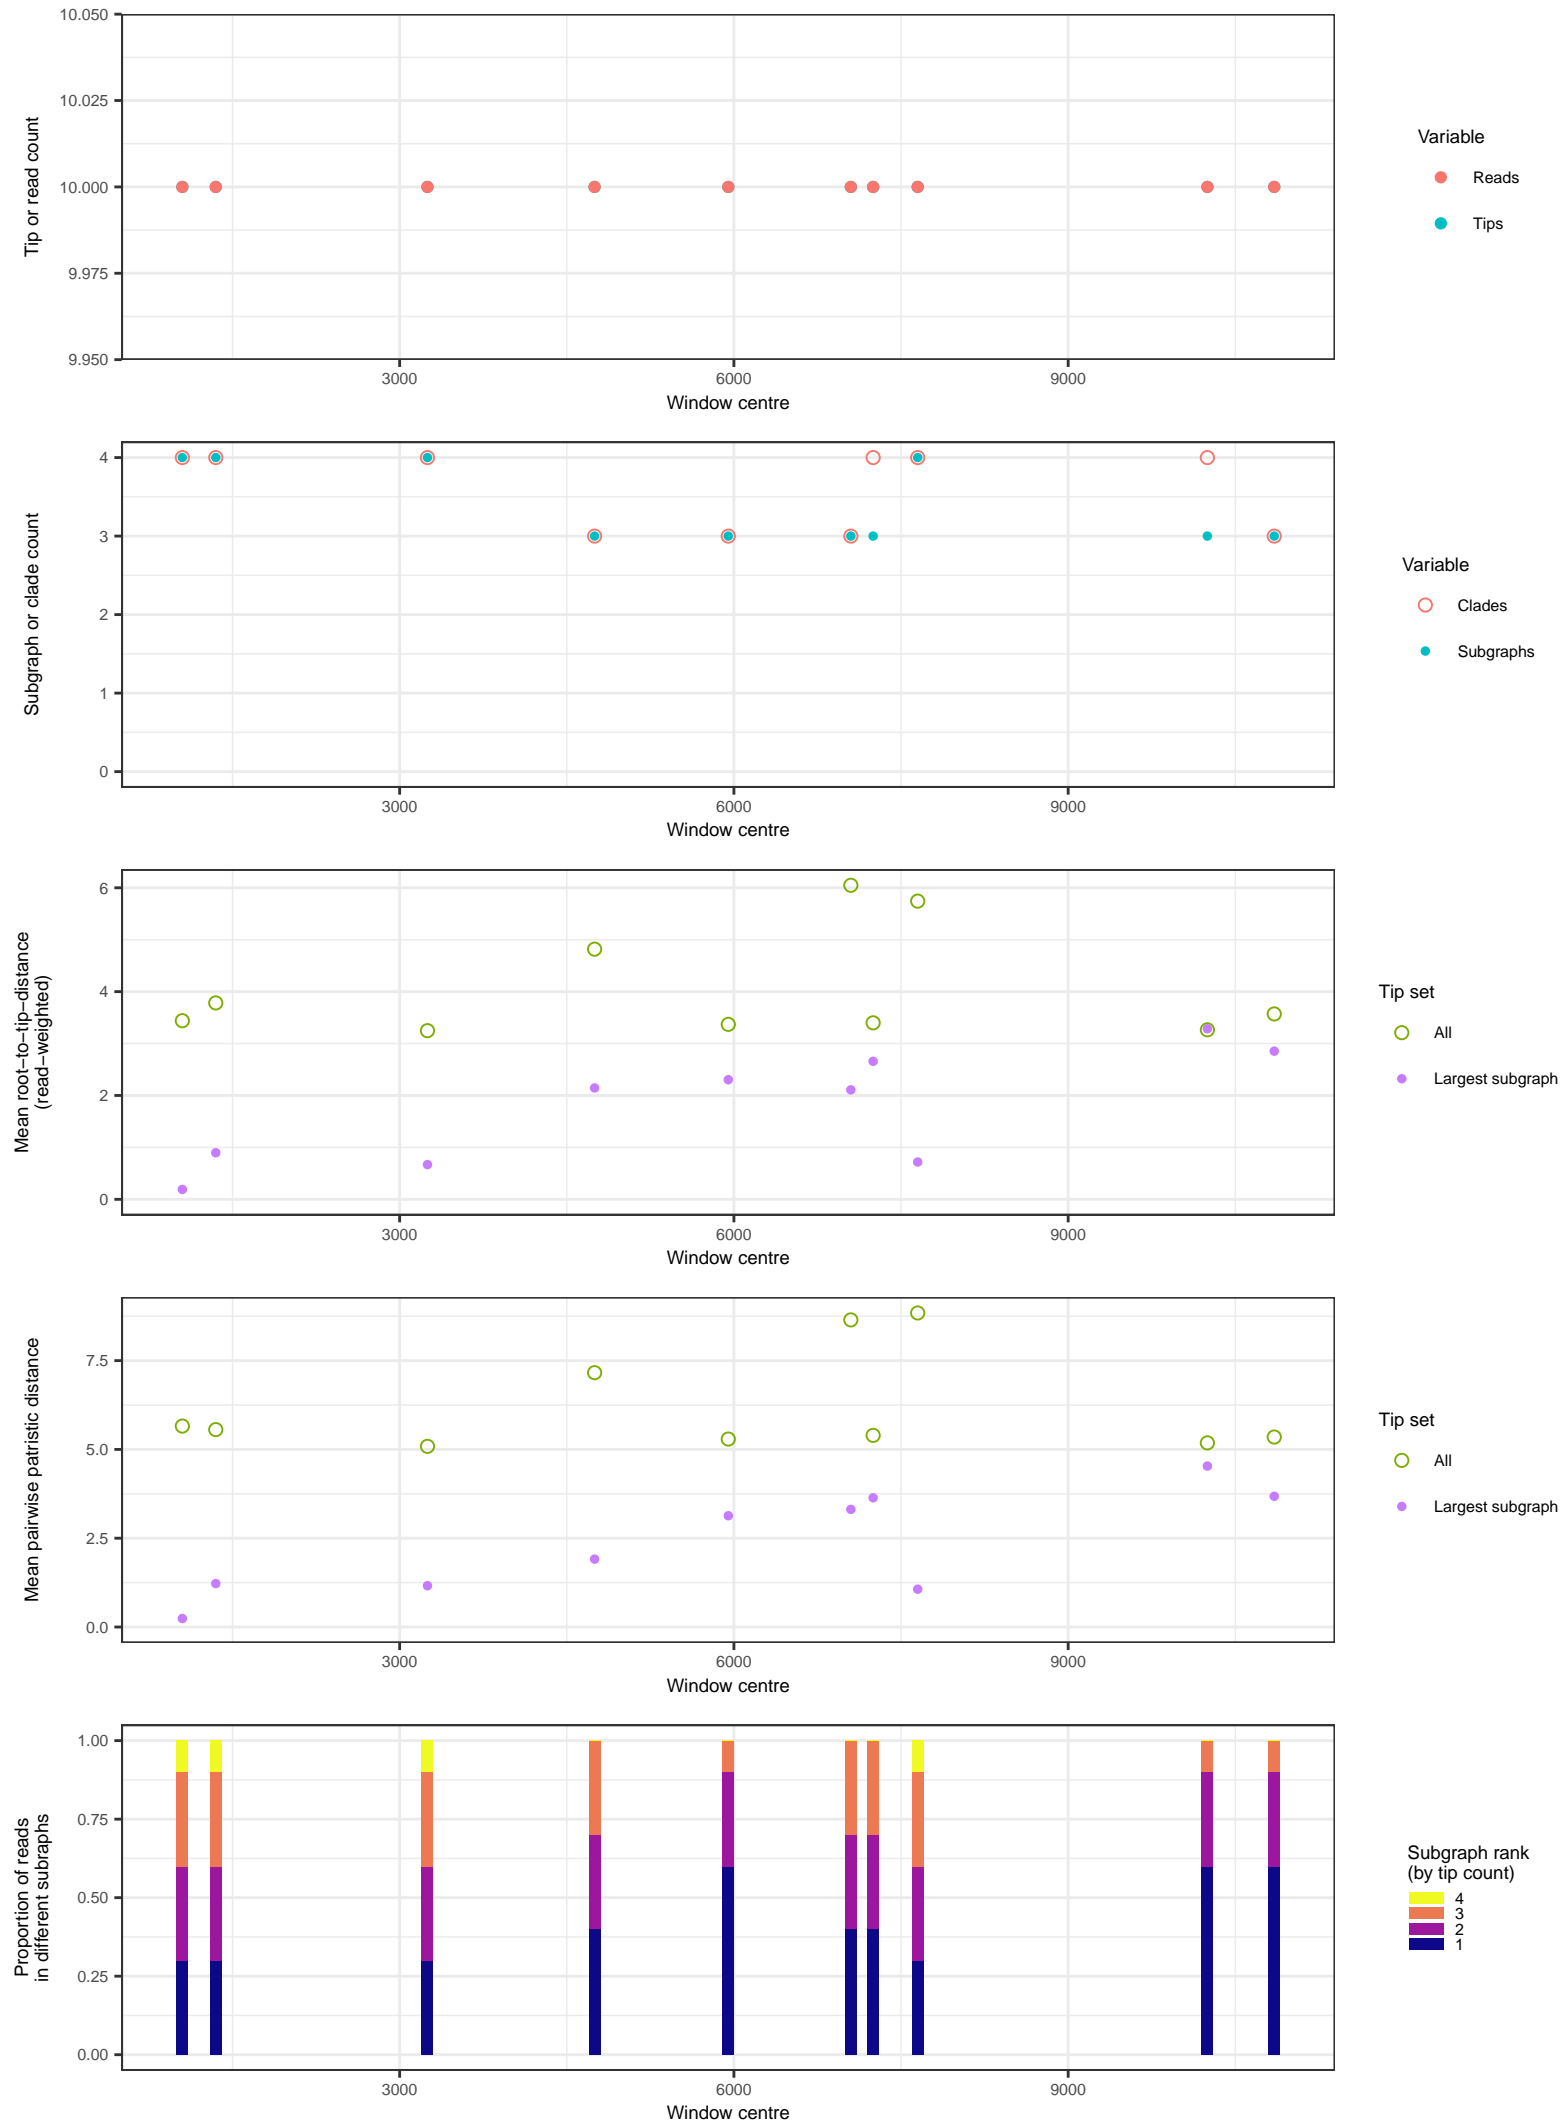 10.050
10.025
10.000
9.975
9.950
Tip or read count
3000 6000 9000
Window centre
Variable
Reads
Tips
4
3
2
1
0
Subgraph or clade count
3000 6000 9000
Window centre
Variable
Clades
Subgraphs
6
4
2
0
Mean root−to−tip−distance
(read−weighted)
3000 6000 9000
Window centre
Tip set
All
Largest subgraph
7.5
5.0
2.5
0.0
Mean pairwise patristic distance
3000 6000 9000
Window centre
Tip set
All
Largest subgraph
1.00
0.75
0.50
0.25
0.00
Proportion of reads
in different subraphs
3000 6000 9000
Window centre
Subgraph rank
(by tip count)
4
3
2
1